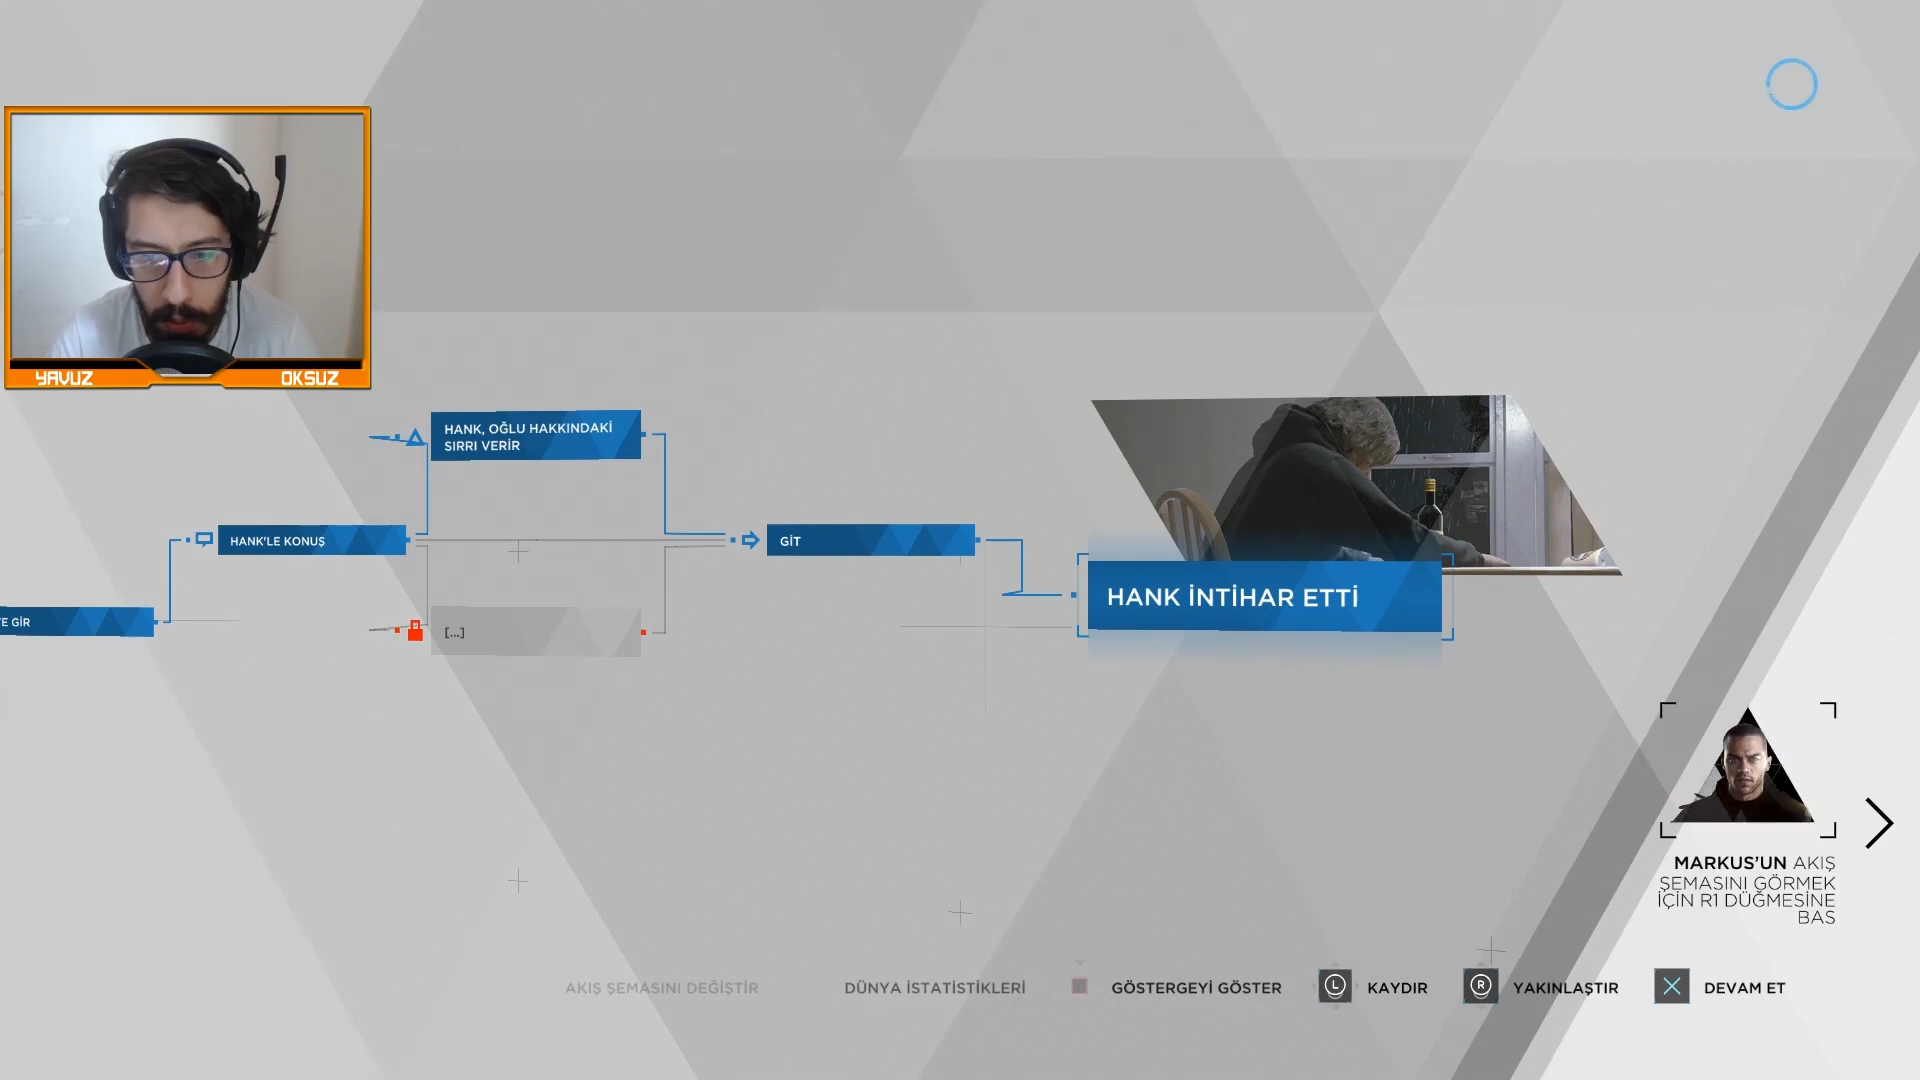 YAVUZ
OKSUZ
HANK, OĞLU HAKKINDAKİ
SIRRI VERİR
HANK'LE KONUŞ
GİT
E GİR
[...]
HANK İNTİHAR ETTİ
MARKUS'UN AKIŞ
ŞEMASINI GÖRMEK
İÇİN R1 DÜĞMESİNE
BAS
AKIŞ ŞEMASINI DEĞİŞTİR
DÜNYA İSTATİSTİKLERİ
GÖSTERGEYİ GÖSTER
L
KAYDIR
R
YAKINLAŞTIR
DEVAM ET